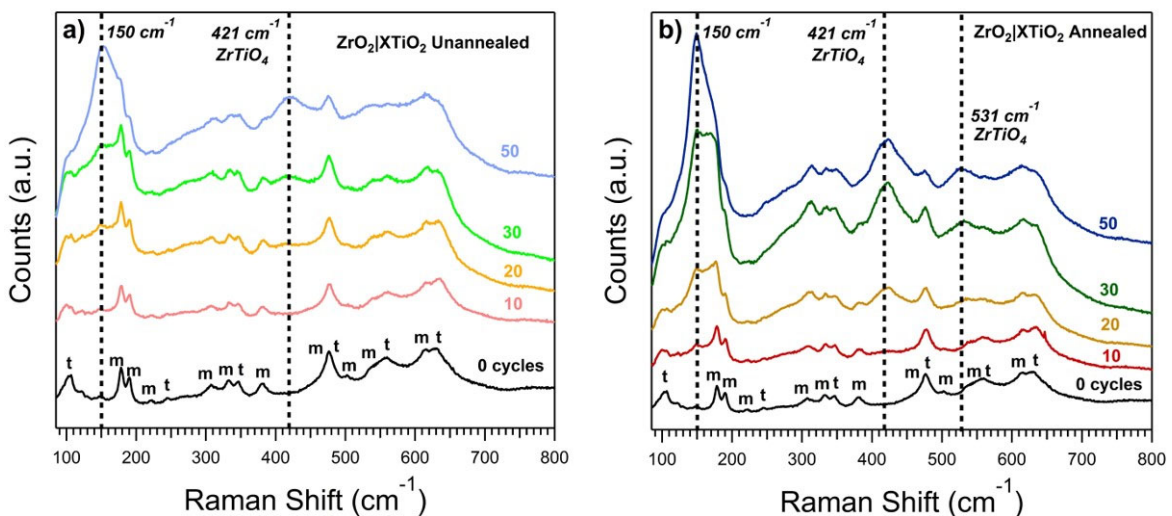 a)
150 cm⁻¹
421 cm⁻¹
ZrTiO₄
ZrO₂|XTiO₂ Unannealed
50
30
20
10
0 cycles
t m m m t m m t m m t m m t m t
Counts (a.u.)
100 200 300 400 500 600 700 800
Raman Shift (cm⁻¹)
b)
150 cm⁻¹
421 cm⁻¹
ZrTiO₄
ZrO₂|XTiO₂ Annealed
531 cm⁻¹
ZrTiO₄
50
30
20
10
0 cycles
t m m m t m m t m m t m m t m t
Counts (a.u.)
100 200 300 400 500 600 700 800
Raman Shift (cm⁻¹)